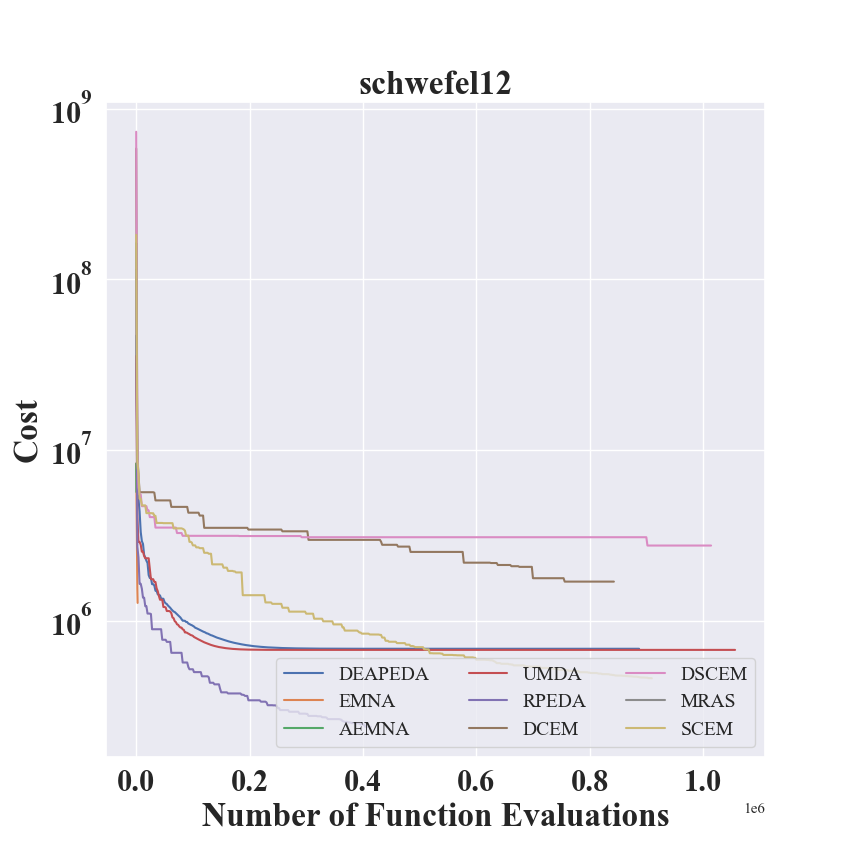 schwefel12
10^9
10^8
10^7
10^6
Cost
DEAPEDA UMDA DSCEM
EMNA RPEDA MRAS
AEMNA DCEM SCEM
0.0 0.2 0.4 0.6 0.8 1.0
Number of Function Evaluations 1e6